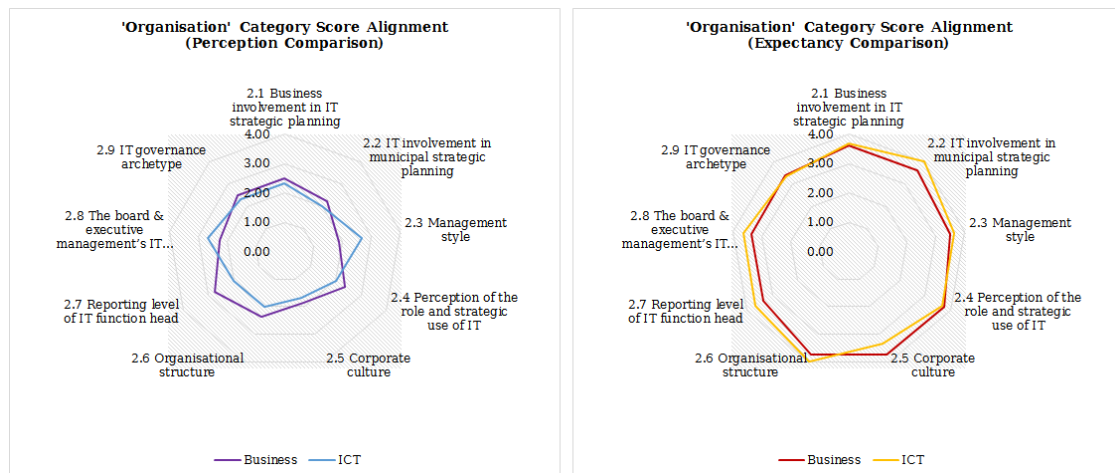 'Organisation' Category Score Alignment
(Perception Comparison)
2.1 Business
involvement in IT
strategic planning
4.00
3.00
2.00
1.00
0.00
2.2 IT involvement in
municipal strategic
planning
2.3 Management
style
2.4 Perception of the
role and strategic
use of IT
2.5 Corporate
culture
2.6 Organisational
structure
2.7 Reporting level
of IT function head
2.8 The board &
executive
management's IT...
2.9 IT governance
archetype
Business
ICT
'Organisation' Category Score Alignment
(Expectancy Comparison)
2.1 Business
involvement in IT
strategic planning
4.00
3.00
2.00
1.00
0.00
2.2 IT involvement in
municipal strategic
planning
2.3 Management
style
2.4 Perception of the
role and strategic
use of IT
2.5 Corporate
culture
2.6 Organisational
structure
2.7 Reporting level
of IT function head
2.8 The board &
executive
management's IT...
2.9 IT governance
archetype
Business
ICT